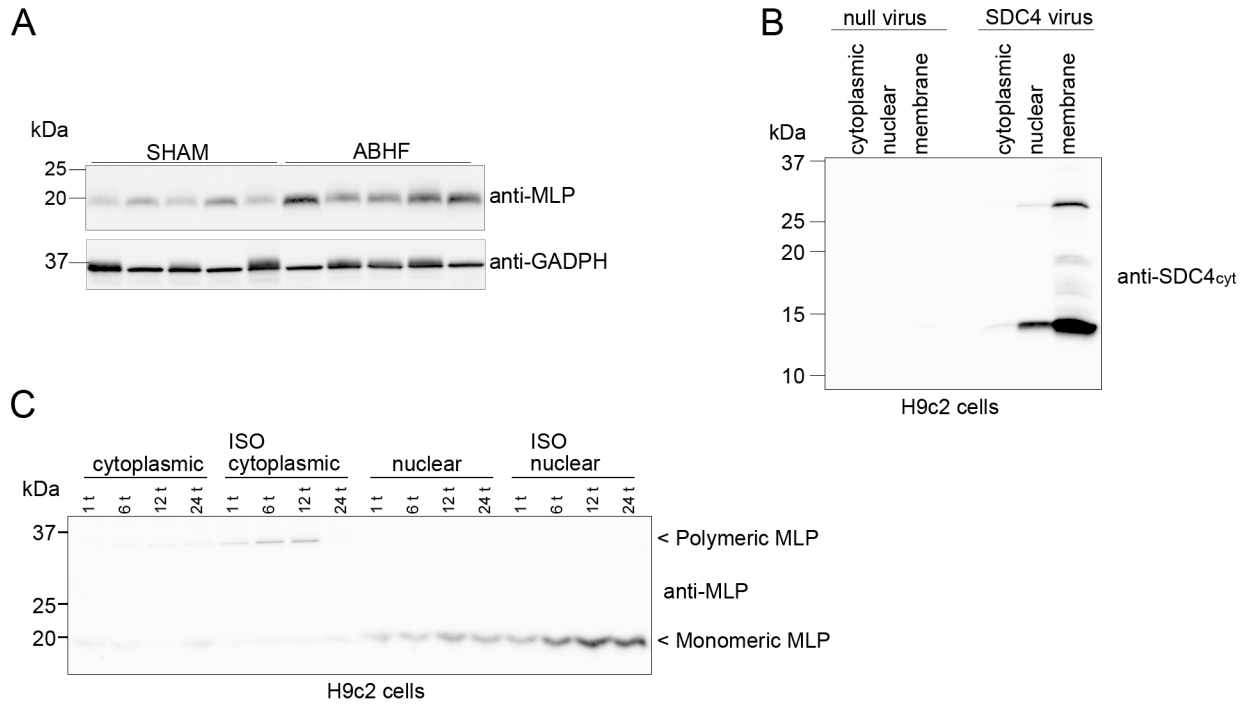 A
kDa
SHAM ABHF
25
20
anti-MLP
37
anti-GADPH
B
null virus SDC4 virus
cytoplasmic nuclear membrane cytoplasmic nuclear membrane
kDa
37
25
20
15
10
anti-SDC4cyt
H9c2 cells
C
ISO ISO
cytoplasmic cytoplasmic nuclear nuclear
kDa
1 t 6 t 12 t 24 t 1 t 6 t 12 t 24 t 1 t 6 t 12 t 24 t 1 t 6 t 12 t 24 t
37
< Polymeric MLP
anti-MLP
25
20
< Monomeric MLP
H9c2 cells